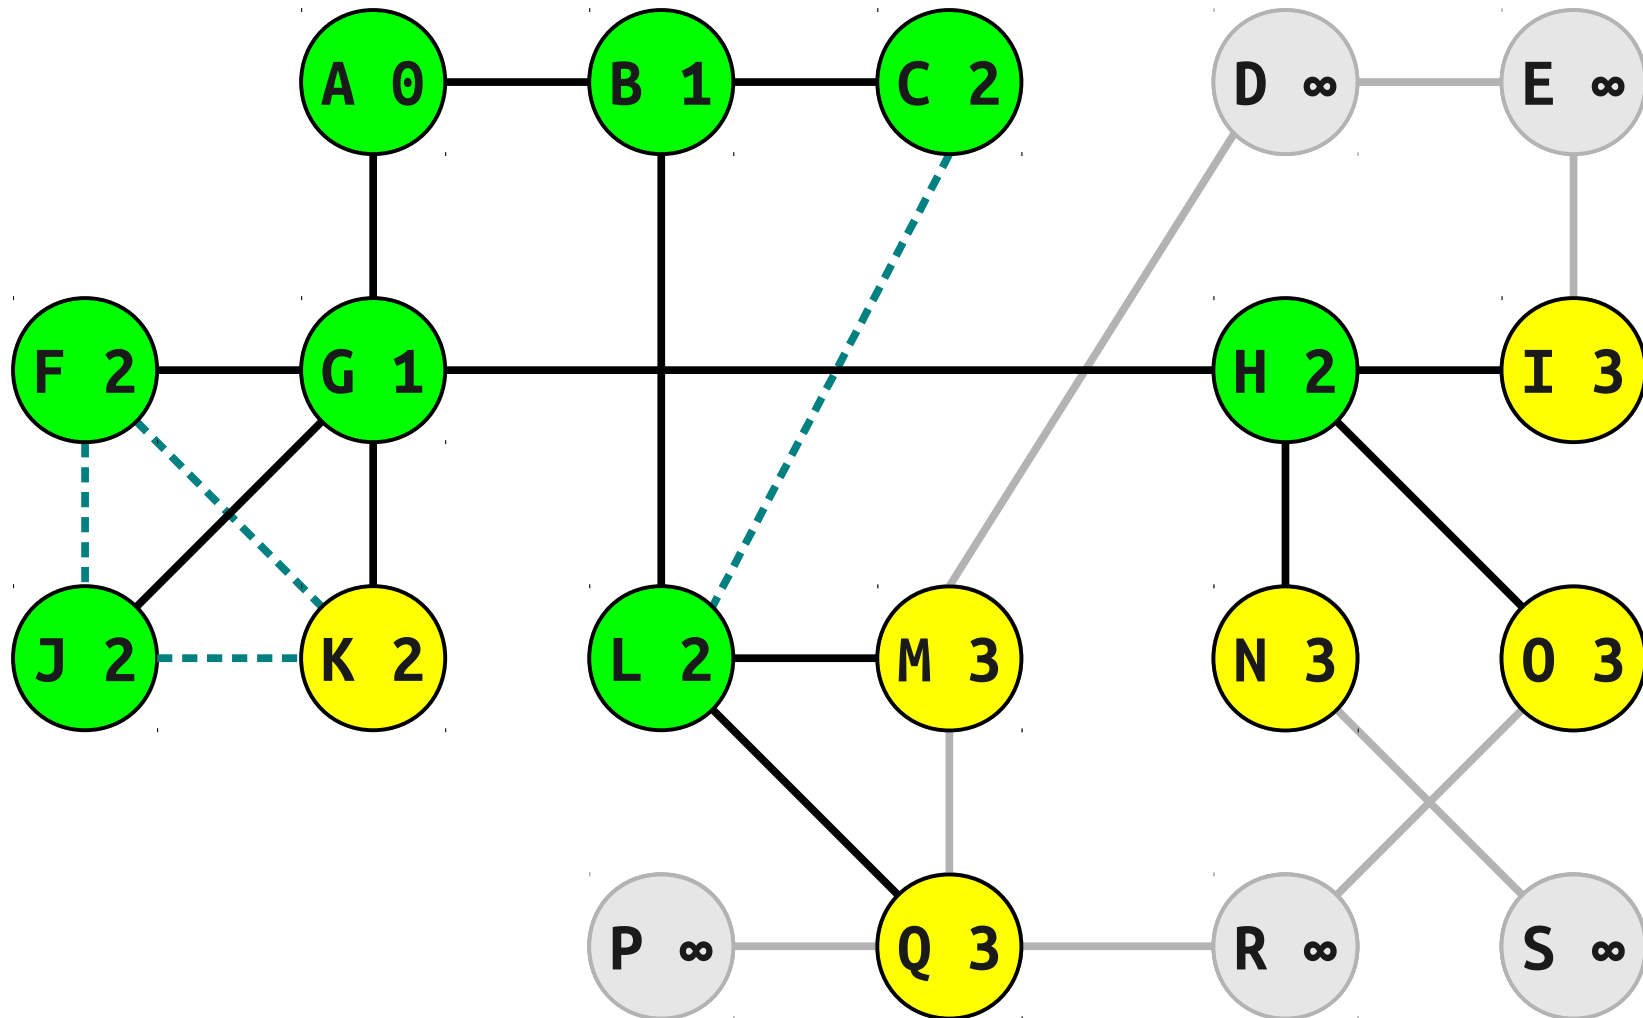 A 0 B 1 C 2 D ∞ E ∞
F 2 G 1 H 2 I 3
J 2 K 2 L 2 M 3 N 3 O 3
P ∞ Q 3 R ∞ S ∞